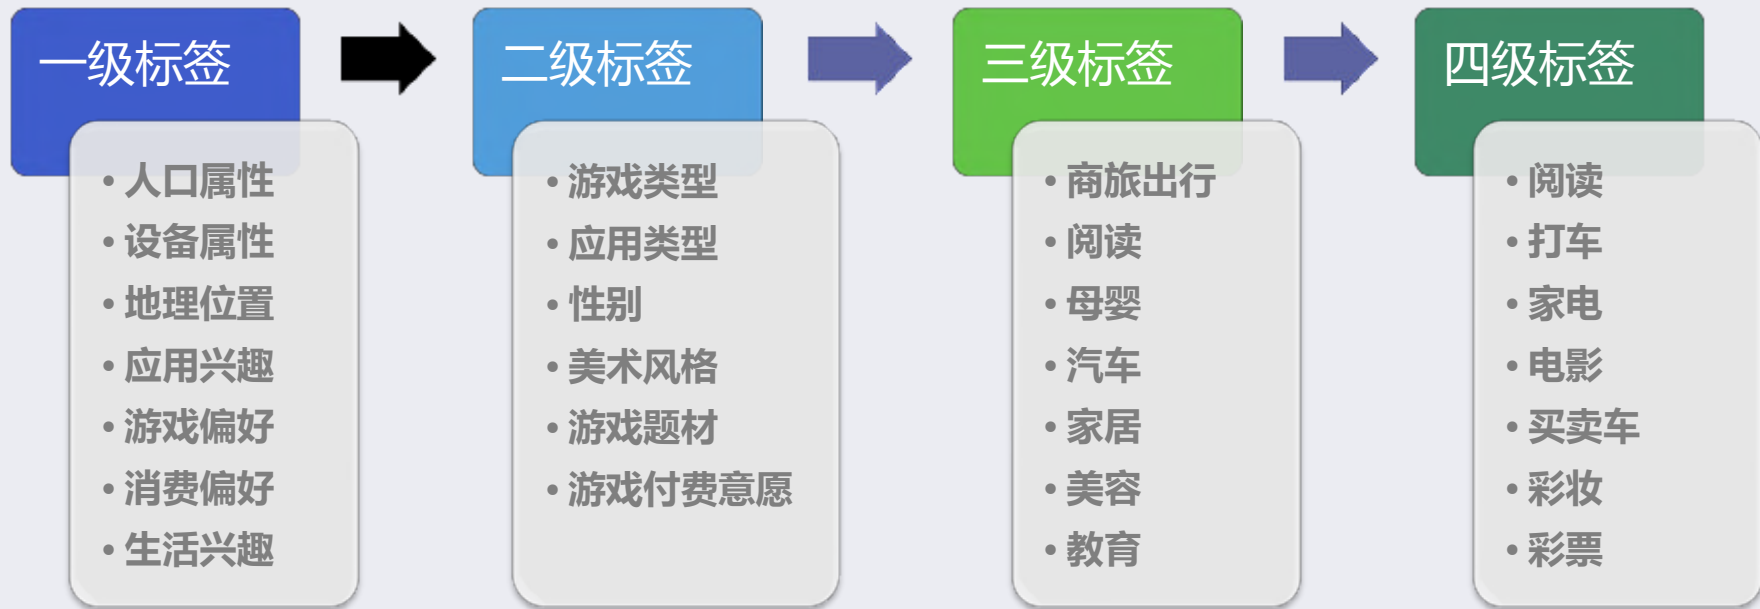 一级标签
• 人口属性
• 设备属性
• 地理位置
• 应用兴趣
• 游戏偏好
• 消费偏好
• 生活兴趣
二级标签
• 游戏类型
• 应用类型
• 性别
• 美术风格
• 游戏题材
• 游戏付费意愿
三级标签
• 商旅出行
• 阅读
• 母婴
• 汽车
• 家居
• 美容
• 教育
四级标签
• 阅读
• 打车
• 家电
• 电影
• 买卖车
• 彩妆
• 彩票